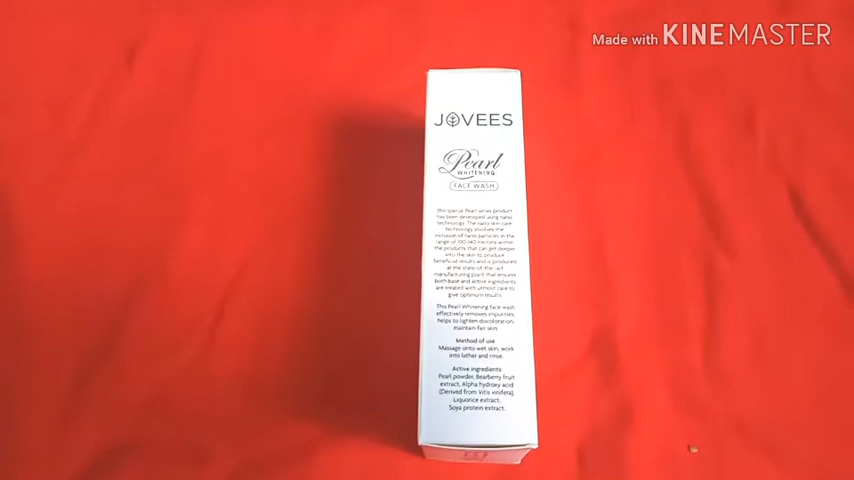 Made with KINEMASTER
JOVEES
Pearl
WHITENING
FACE WASH
This special Pearl series product
has been developed using nano
technology. The nano skin care
technology involves the
inclusion of nano particles in the
range of 100-140 microns within
the products that can get deeper
into the skin to produce
beneficial results and is produced
at the state-of-the-art
manufacturing plant that ensures
both base and active ingredients
are treated with utmost care to
give optimum results.
This Pearl Whitening face wash
effectively removes impurities,
helps to lighten discoloration,
maintain fair skin.
Method of use
Massage onto wet skin, work
into lather and rinse.
Active ingredients:
Pearl powder, Bearberry fruit
extract, Alpha hydroxy acid
(Derived from Vitis vinifera),
Liquorice extract,
Soya protein extract.